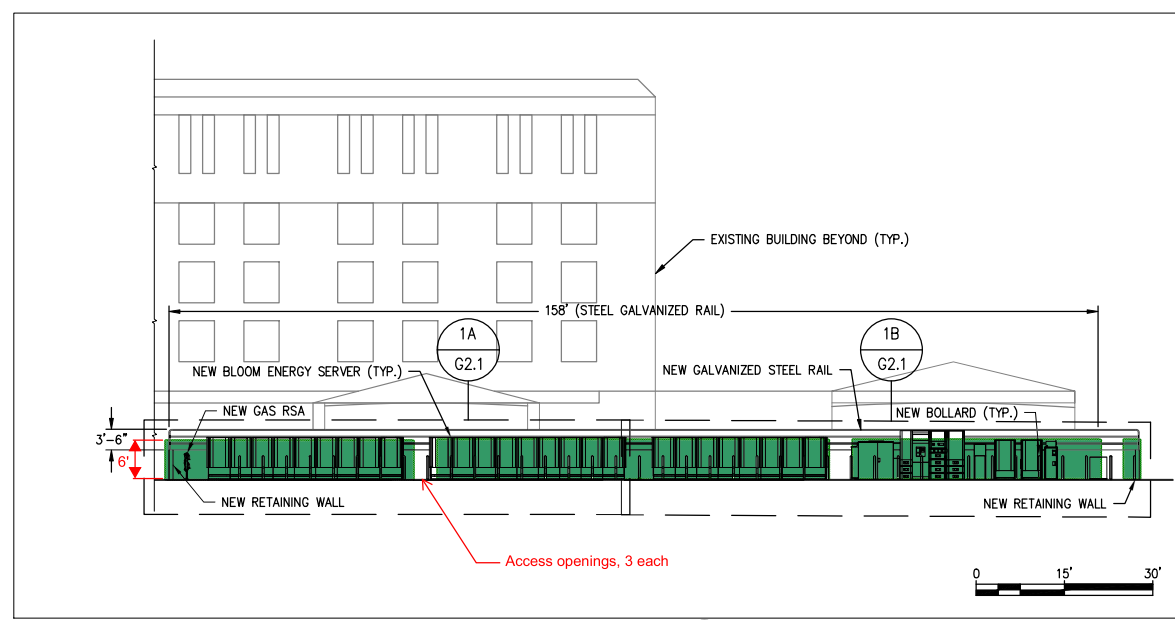 EXISTING BUILDING BEYOND (TYP.)
158' (STEEL GALVANIZED RAIL)
1A
G2.1
1B
G2.1
NEW BLOOM ENERGY SERVER (TYP.)
NEW GALVANIZED STEEL RAIL
NEW GAS RSA
NEW BOLLARD (TYP.)
3'-6"
6'
NEW RETAINING WALL
NEW RETAINING WALL
Access openings, 3 each
0 15' 30'